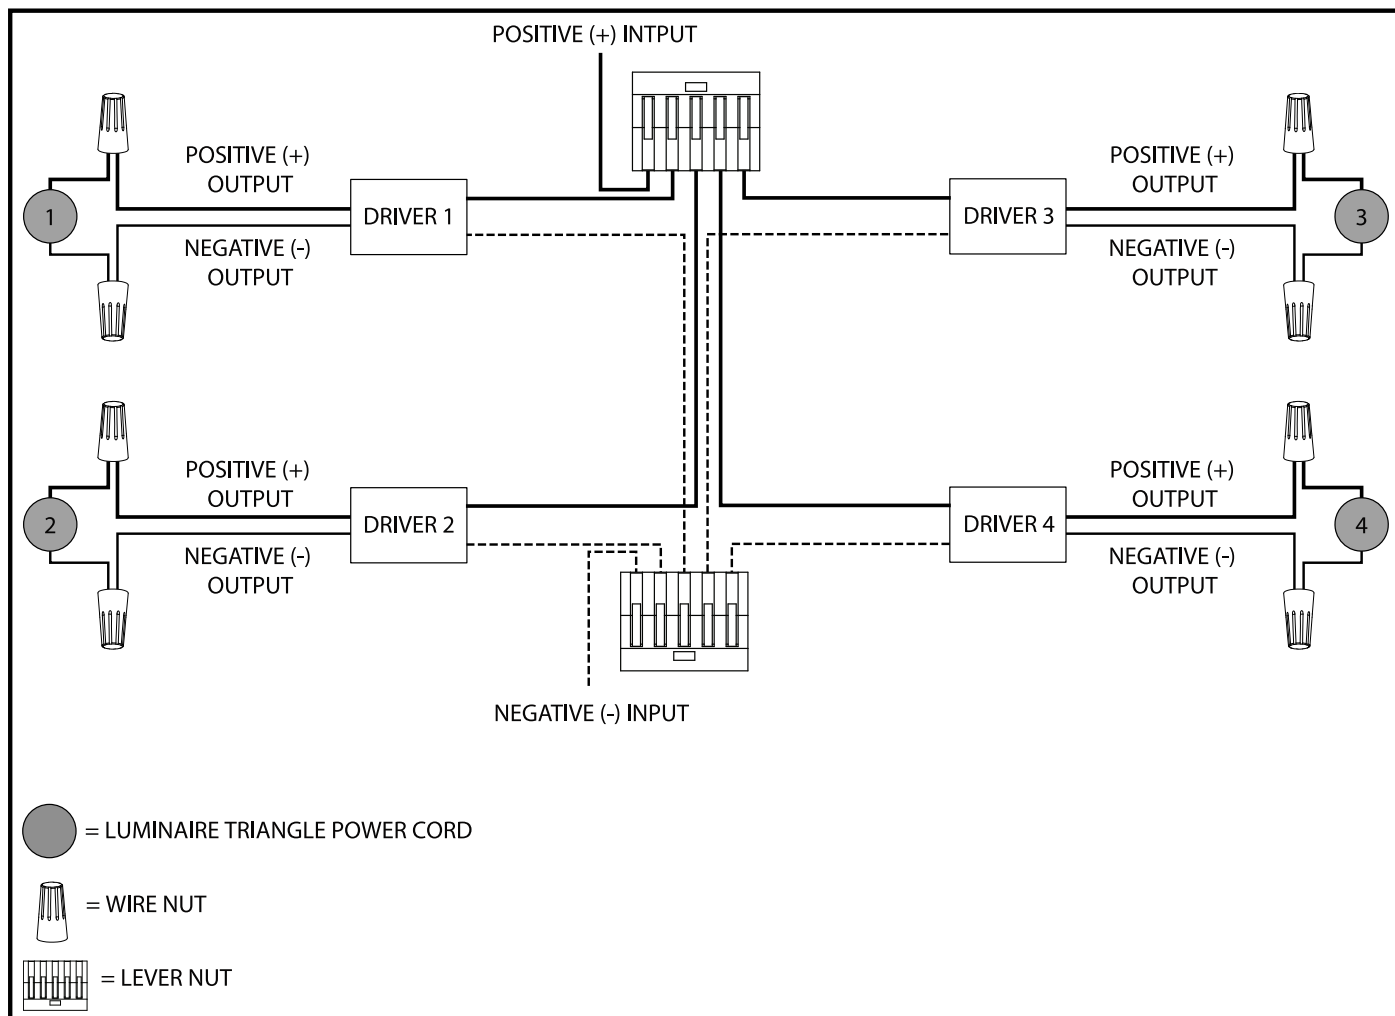 POSITIVE (+) INTPUT
POSITIVE (+)
OUTPUT
1
DRIVER 1
NEGATIVE (-)
OUTPUT
POSITIVE (+)
OUTPUT
DRIVER 3
3
NEGATIVE (-)
OUTPUT
POSITIVE (+)
OUTPUT
2
DRIVER 2
NEGATIVE (-)
OUTPUT
POSITIVE (+)
OUTPUT
DRIVER 4
4
NEGATIVE (-)
OUTPUT
NEGATIVE (-) INPUT
= LUMINAIRE TRIANGLE POWER CORD
= WIRE NUT
= LEVER NUT